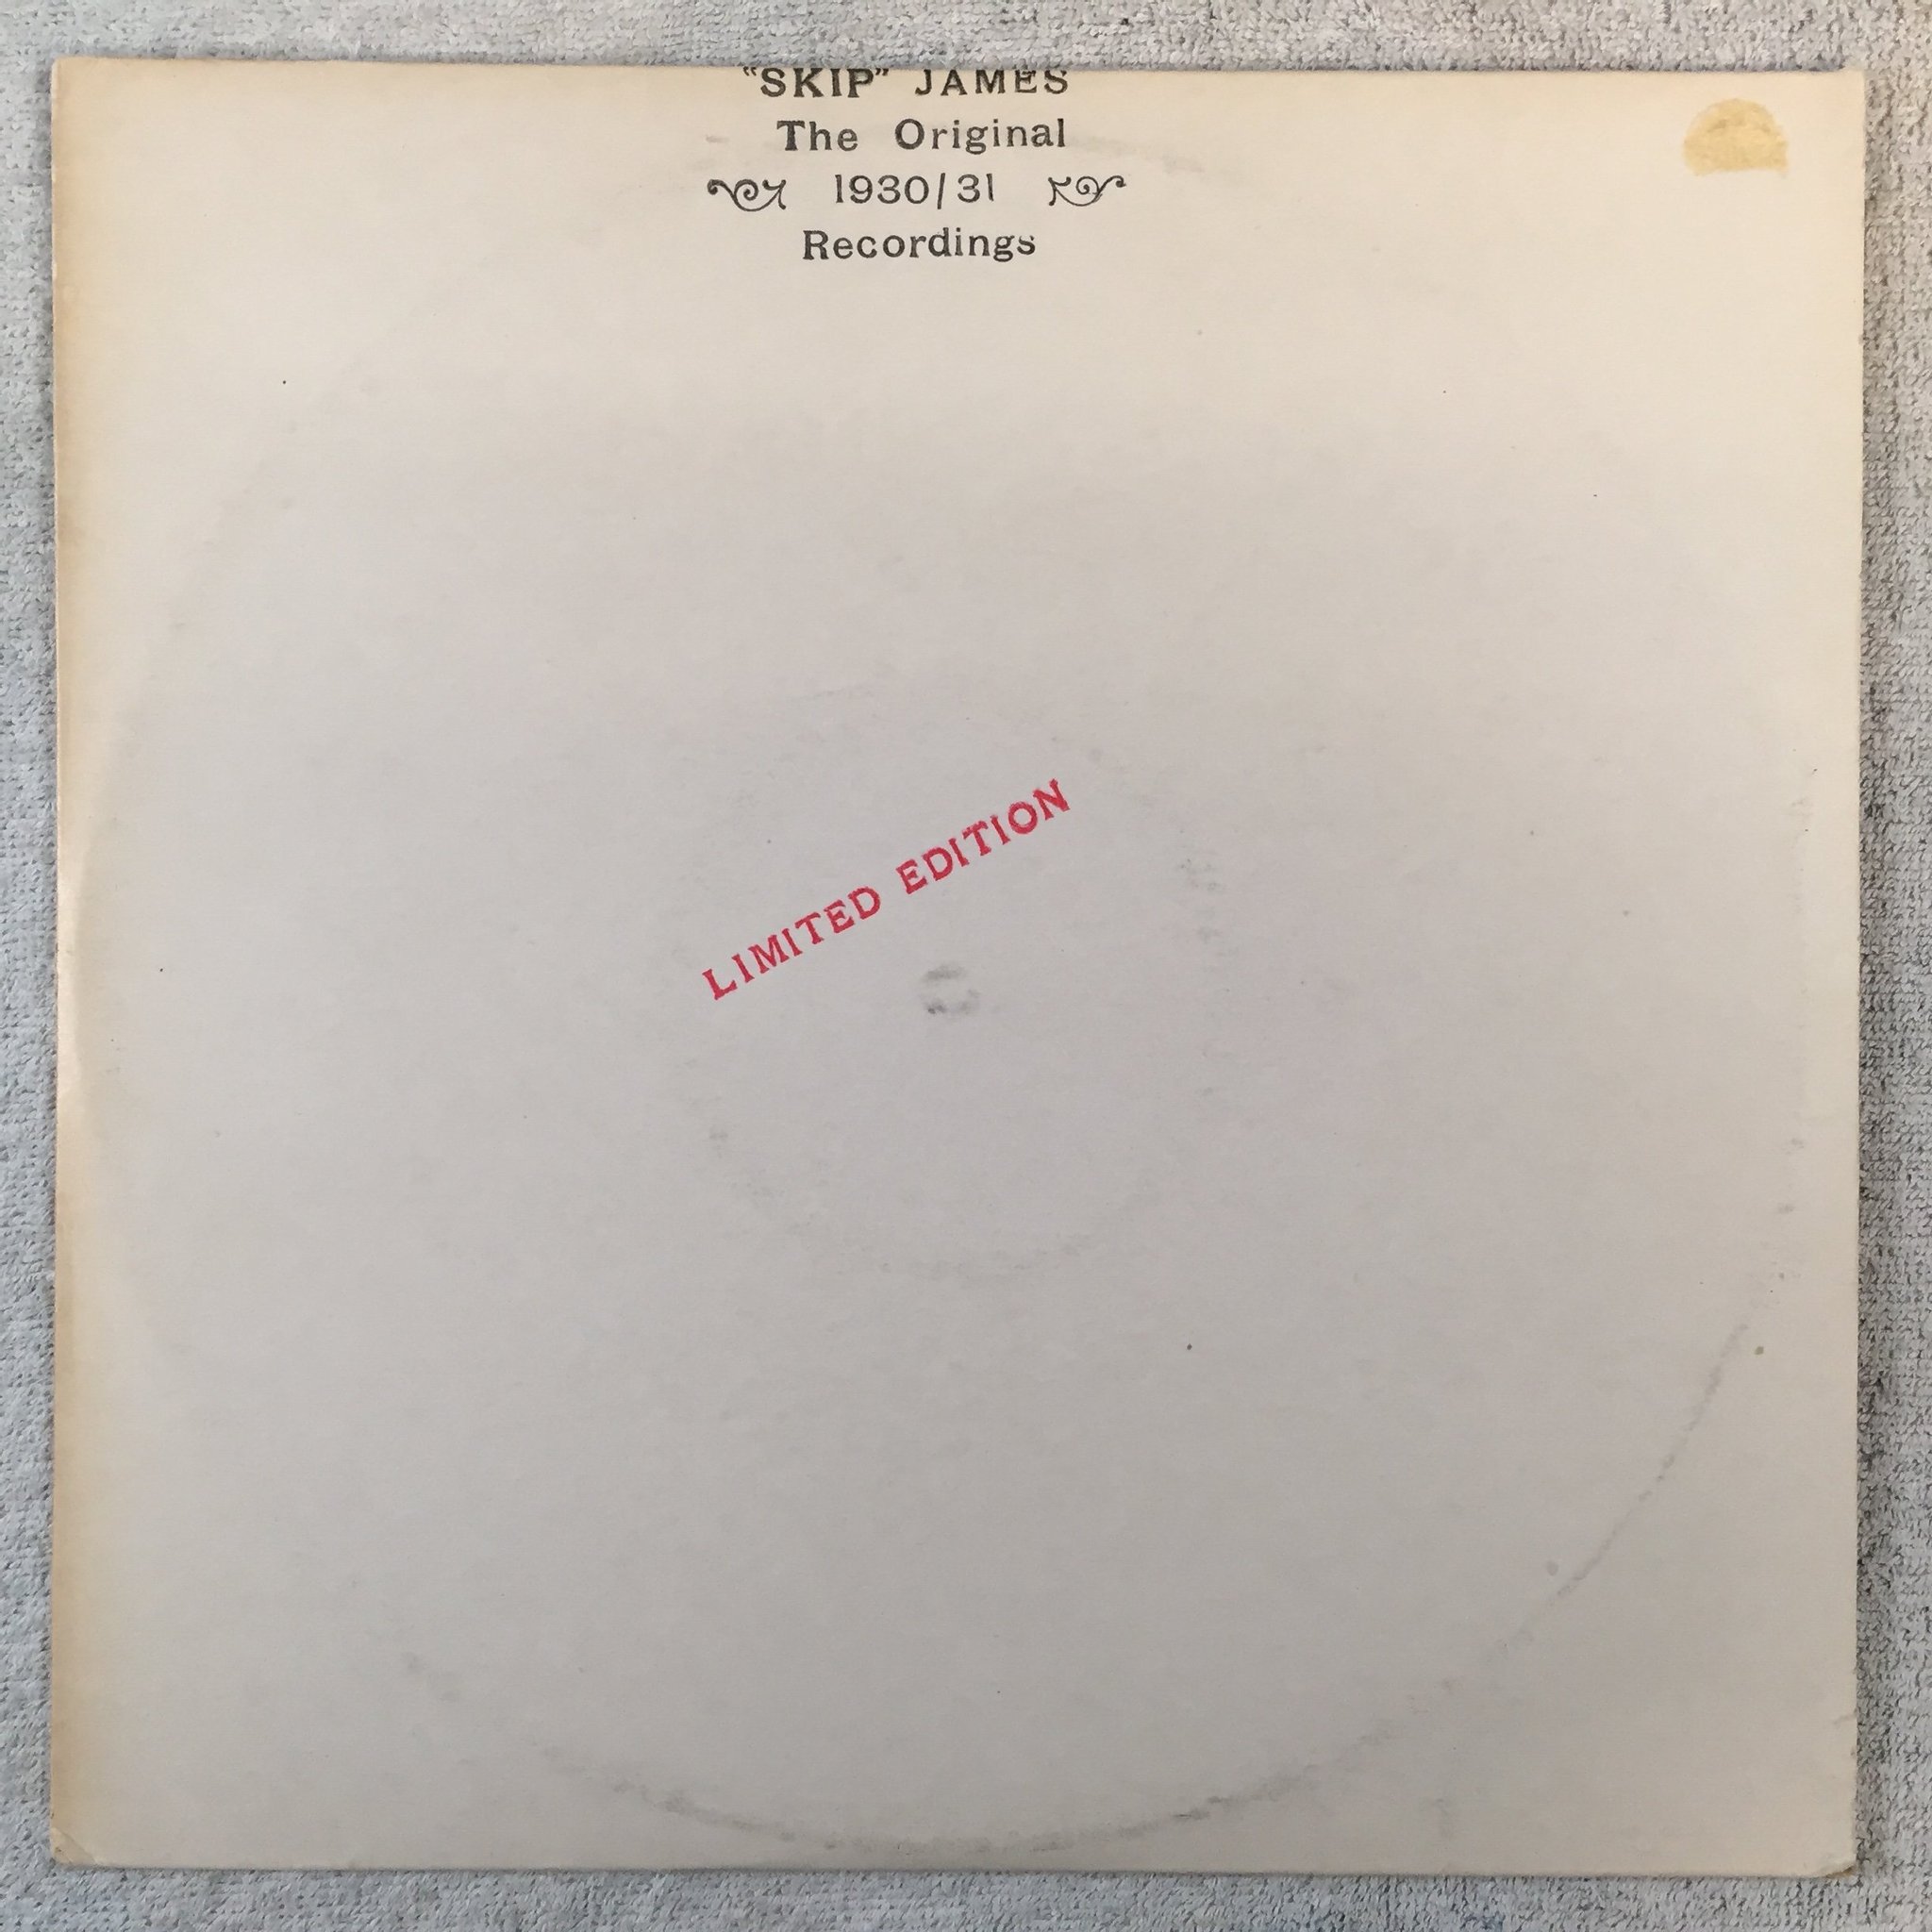 "SKIP" JAMES
The Original
1930/31
Recordings
LIMITED EDITION